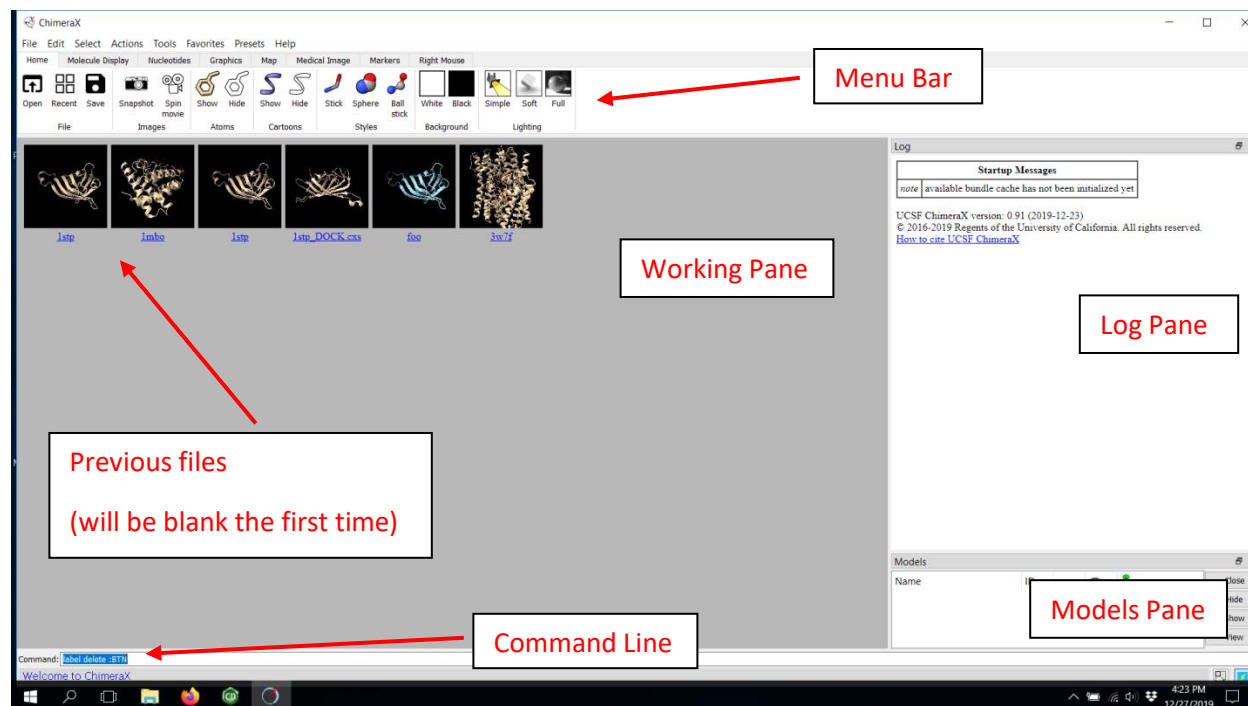 ChimeraX
File Edit Select Actions Tools Favorites Presets Help
Home Molecule Display Nucleotides Graphics Map Medical Image Markers Right Mouse
Open Recent Save Snapshot Spin movie Show Hide Show Hide Stick Sphere Ball stick White Black Simple Soft Full
File Images Atoms Cartoons Styles Background Lighting
Menu Bar
1stp 1mbo 1stp 1stp_DOCK.cxs foo 3w7f
Working Pane
Previous files
(will be blank the first time)
Log
Startup Messages
note available bundle cache has not been initialized yet
UCSF ChimeraX version: 0.91 (2019-12-23)
© 2016-2019 Regents of the University of California. All rights reserved.
How to cite UCSF ChimeraX
Log Pane
Models
Name
Models Pane
Command Line
Command: label delete :BTN
Welcome to ChimeraX
4:23 PM
12/27/2019